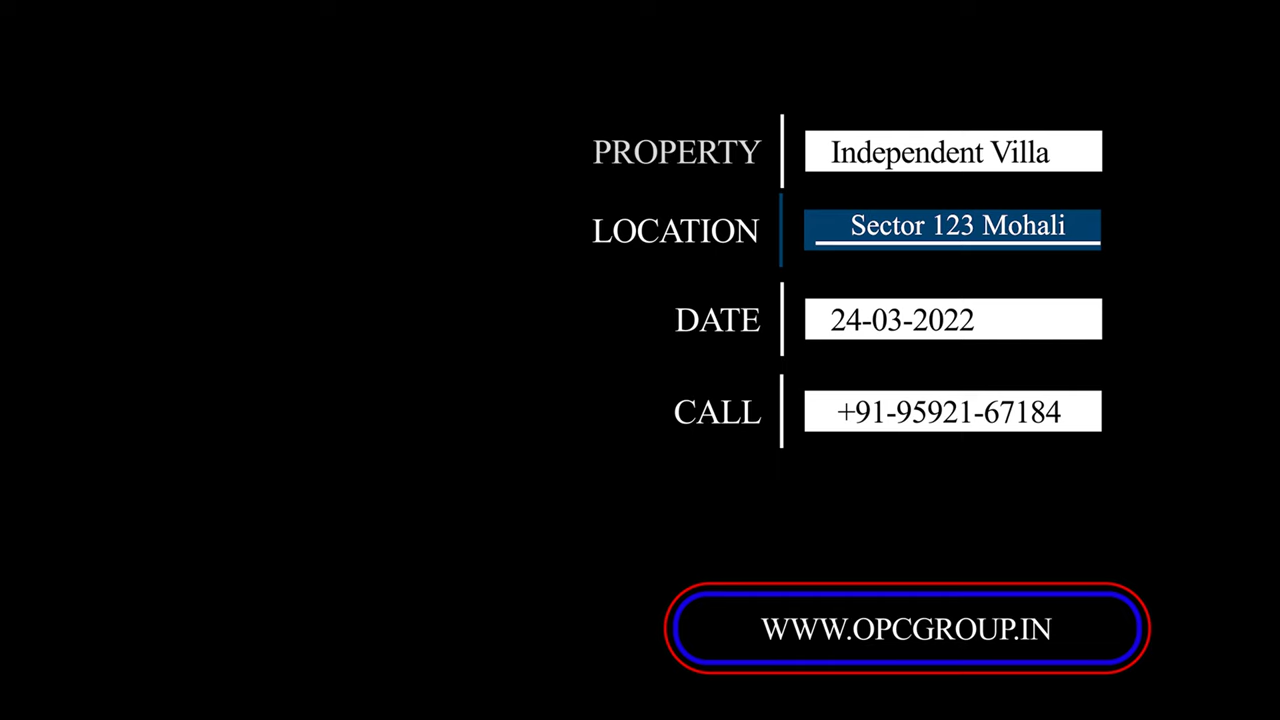 PROPERTY Independent Villa
LOCATION Sector 123 Mohali
DATE 24-03-2022
CALL +91-95921-67184
WWW.OPCGROUP.IN